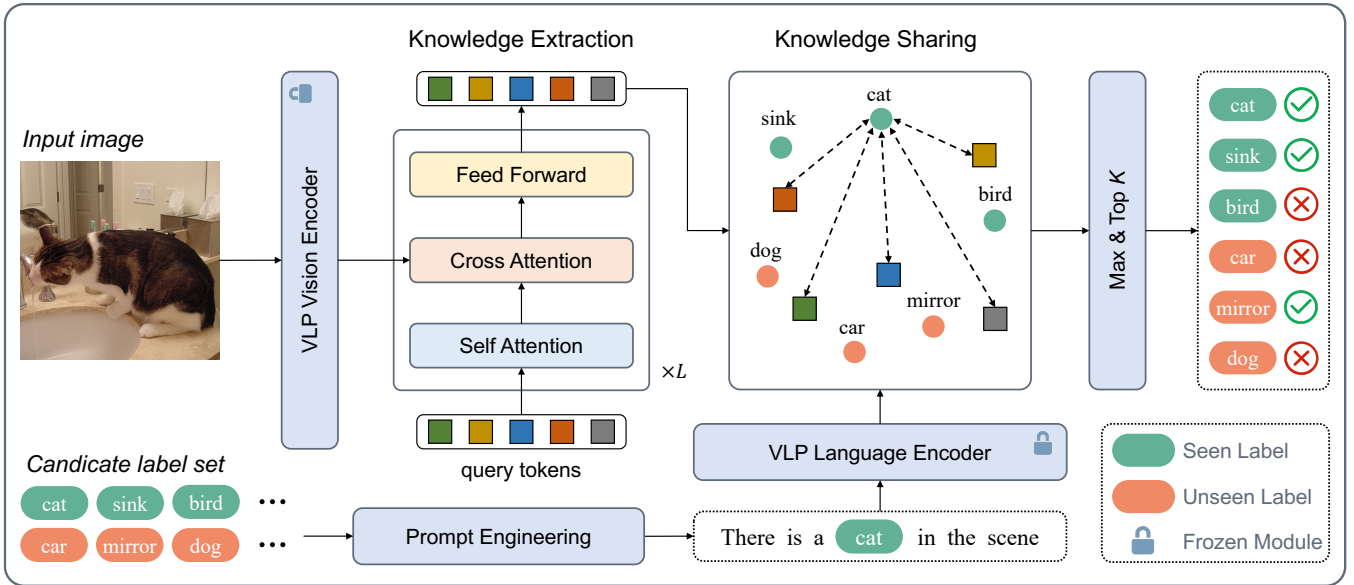 Knowledge Extraction
Knowledge Sharing
Input image
VLP Vision Encoder
Feed Forward
Cross Attention
Self Attention
×L
query tokens
cat
sink
bird
dog
mirror
car
Max & Top K
cat
sink
bird
car
mirror
dog
VLP Language Encoder
Candicate label set
cat sink bird ···
car mirror dog ···
Prompt Engineering
There is a cat in the scene
Seen Label
Unseen Label
Frozen Module